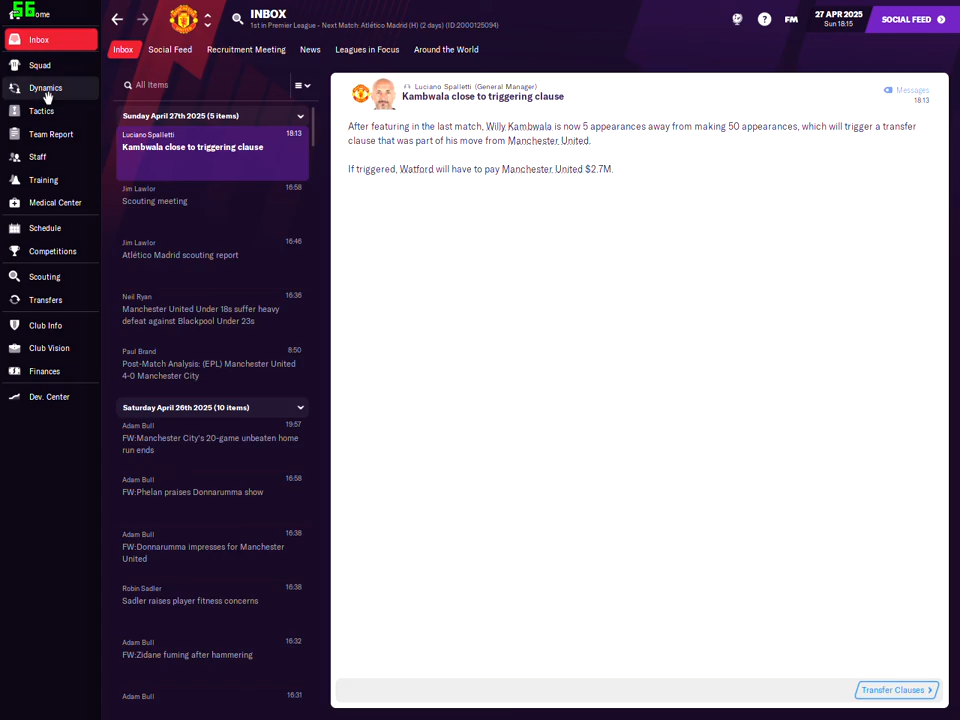 56
ome
INBOX
1st in Premier League - Next Match: Atlético Madrid (H) (2 days) (ID:2000125094)
FM
27 APR 2025
Sun 18:15
SOCIAL FEED
Inbox
Squad
Dynamics
Tactics
Team Report
Staff
Training
Medical Center
Schedule
Competitions
Scouting
Transfers
Club Info
Club Vision
Finances
Dev. Center
Inbox
Social Feed
Recruitment Meeting
News
Leagues in Focus
Around the World
All Items
Sunday April 27th 2025 (5 items)
Luciano Spalletti
18:13
Kambwala close to triggering clause
Jim Lawlor
16:58
Scouting meeting
Jim Lawlor
16:46
Atlético Madrid scouting report
Neil Ryan
16:36
Manchester United Under 18s suffer heavy
defeat against Blackpool Under 23s
Paul Brand
8:50
Post-Match Analysis: (EPL) Manchester United
4-0 Manchester City
Saturday April 26th 2025 (10 items)
Adam Bull
19:57
FW:Manchester City's 20-game unbeaten home
run ends
Adam Bull
16:58
FW:Phelan praises Donnarumma show
Adam Bull
16:38
FW:Donnarumma impresses for Manchester
United
Robin Sadler
16:38
Sadler raises player fitness concerns
Adam Bull
16:32
FW:Zidane fuming after hammering
Adam Bull
16:31
Luciano Spalletti (General Manager)
Kambwala close to triggering clause
Messages
18:13
After featuring in the last match, Willy Kambwala is now 5 appearances away from making 50 appearances, which will trigger a transfer
clause that was part of his move from Manchester United.
If triggered, Watford will have to pay Manchester United $2.7M.
Transfer Clauses